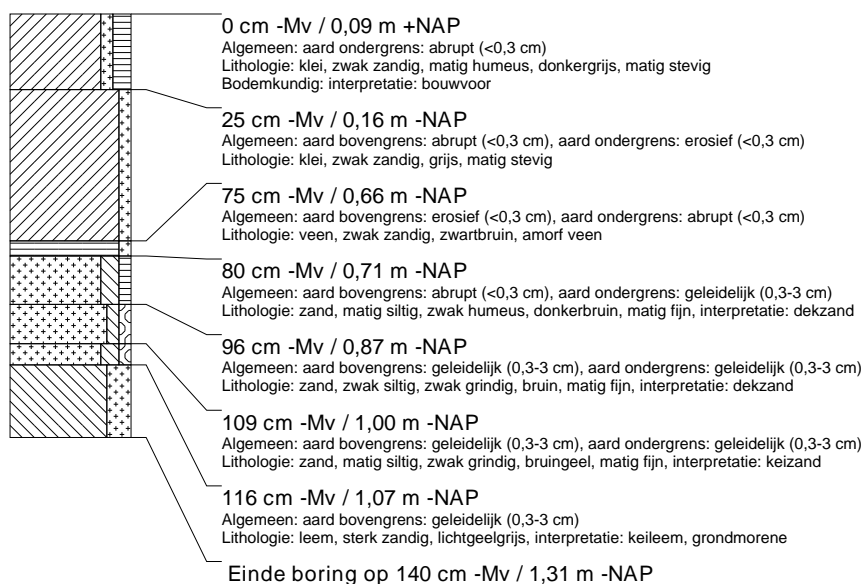 0 cm -Mv / 0,09 m +NAP
Algemeen: aard ondergrens: abrupt (<0,3 cm)
Lithologie: klei, zwak zandig, matig humeus, donkergrijs, matig stevig
Bodemkundig: interpretatie: bouwvoor
25 cm -Mv / 0,16 m -NAP
Algemeen: aard bovengrens: abrupt (<0,3 cm), aard ondergrens: erosief (<0,3 cm)
Lithologie: klei, zwak zandig, grijs, matig stevig
75 cm -Mv / 0,66 m -NAP
Algemeen: aard bovengrens: erosief (<0,3 cm), aard ondergrens: abrupt (<0,3 cm)
Lithologie: veen, zwak zandig, zwartbruin, amorf veen
80 cm -Mv / 0,71 m -NAP
Algemeen: aard bovengrens: abrupt (<0,3 cm), aard ondergrens: geleidelijk (0,3-3 cm)
Lithologie: zand, matig siltig, zwak humeus, donkerbruin, matig fijn, interpretatie: dekzand
96 cm -Mv / 0,87 m -NAP
Algemeen: aard bovengrens: geleidelijk (0,3-3 cm), aard ondergrens: geleidelijk (0,3-3 cm)
Lithologie: zand, zwak siltig, zwak grindig, bruin, matig fijn, interpretatie: dekzand
109 cm -Mv / 1,00 m -NAP
Algemeen: aard bovengrens: geleidelijk (0,3-3 cm), aard ondergrens: geleidelijk (0,3-3 cm)
Lithologie: zand, matig siltig, zwak grindig, bruingeel, matig fijn, interpretatie: keizand
116 cm -Mv / 1,07 m -NAP
Algemeen: aard bovengrens: geleidelijk (0,3-3 cm)
Lithologie: leem, sterk zandig, lichtgeelgrijs, interpretatie: keileem, grondmorene
Einde boring op 140 cm -Mv / 1,31 m -NAP